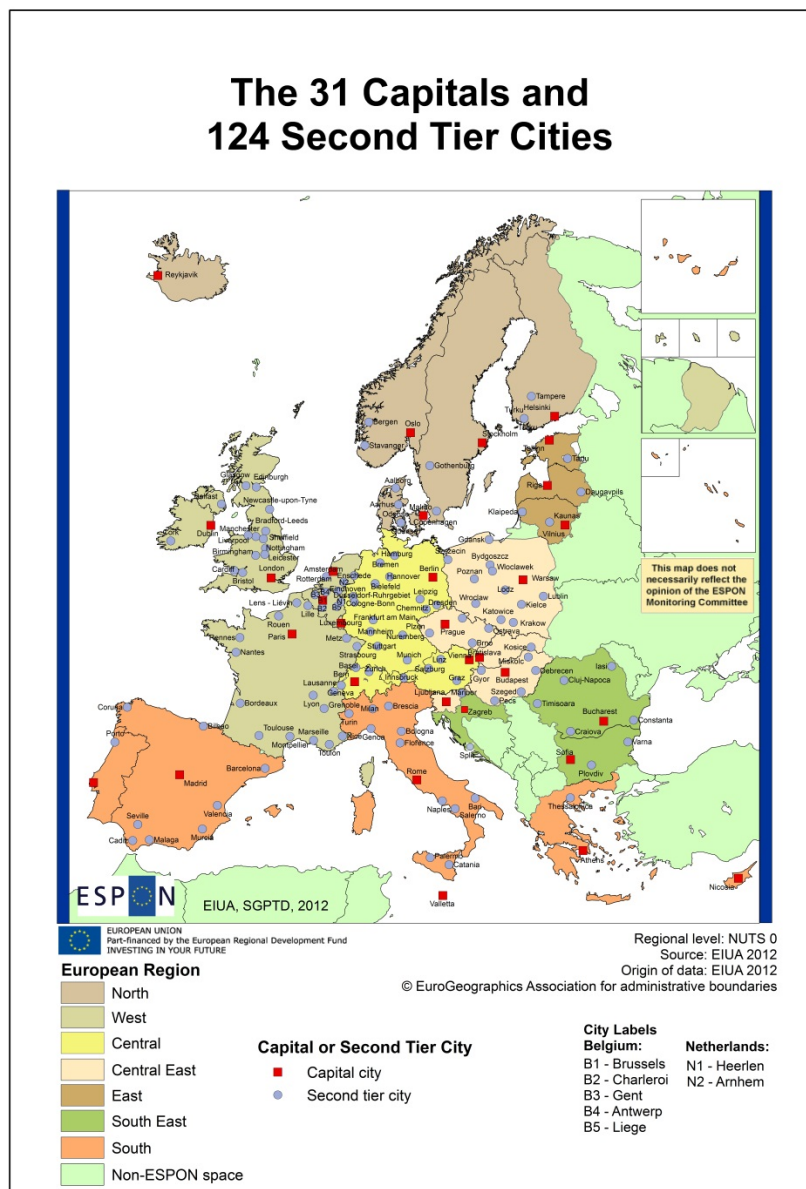 The 31 Capitals and
124 Second Tier Cities
Reykjavik
Tampere
Turku
Helsinki
Bergen
Oslo
Stavanger
Stockholm
Tallinn
Tartu
Gothenburg
Aalborg
Riga
Daugavpils
Glasgow
Edinburgh
Aarhus
Malmo
Klaipeda
Kaunas
Belfast
Newcastle-upon-Tyne
Copenhagen
Vilnius
Bradford-Leeds
Dublin
Manchester
Sheffield
Cork
Liverpool
Nottingham
Gdansk
Birmingham
Leicester
Hamburg
Szczecin
Bydgoszcz
Cardiff
London
Amsterdam
Bremen
Berlin
Wloclawek
Bristol
Rotterdam
Enschede
Hannover
Poznan
Warsaw
N2
Eindhoven
Bielefeld
Leipzig
Lodz
Lublin
B3
B4
N1
Dusseldorf-Ruhrgebiet
Wroclaw
Kielce
Lens - Liévin
Lille
B2
B5
Cologne-Bonn
Chemnitz
Dresden
Katowice
Rouen
Luxembourg
Frankfurt am Main
Plzen
Prague
Ostrava
Krakow
Paris
Metz
Mannheim
Nuremberg
Rennes
Stuttgart
Brno
Kosice
Nantes
Strasbourg
Munich
Linz
Vienna
Bratislava
Miskolc
Basel
Zurich
Salzburg
Debrecen
Iasi
Bern
Innsbruck
Graz
Gyor
Budapest
Cluj-Napoca
Lausanne
Geneva
Ljubljana
Maribor
Szeged
Bordeaux
Lyon
Grenoble
Milan
Brescia
Zagreb
Pecs
Timisoara
Coruna
Turin
Bucharest
Constanta
Bilbao
Toulouse
Marseille
Nice
Genoa
Bologna
Craiova
Porto
Montpellier
Toulon
Florence
Split
Sofia
Varna
Barcelona
Plovdiv
Madrid
Rome
Valencia
Naples
Bari
Thessaloniki
Seville
Salerno
Cadiz
Malaga
Murcia
Palermo
Catania
Athens
Nicosia
Valletta
This map does not
necessarily reflect the
opinion of the ESPON
Monitoring Committee
ESPON
EIUA, SGPTD, 2012
EUROPEAN UNION
Part-financed by the European Regional Development Fund
INVESTING IN YOUR FUTURE
Regional level: NUTS 0
Source: EIUA 2012
Origin of data: EIUA 2012
© EuroGeographics Association for administrative boundaries
European Region
North
West
Central
Central East
East
South East
South
Non-ESPON space
Capital or Second Tier City
Capital city
Second tier city
City Labels
Belgium:
B1 - Brussels
B2 - Charleroi
B3 - Gent
B4 - Antwerp
B5 - Liege
Netherlands:
N1 - Heerlen
N2 - Arnhem